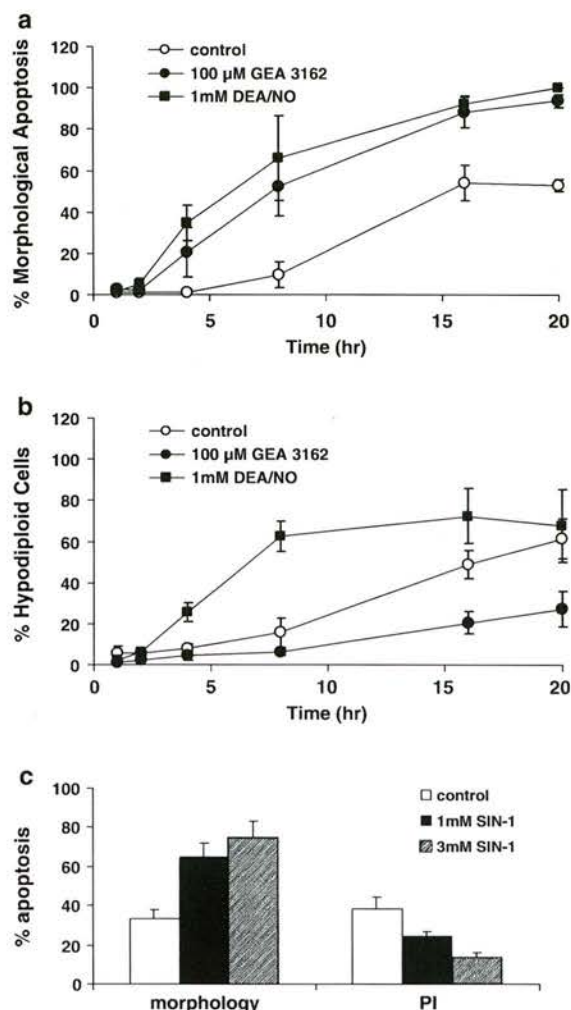 a
% Morphological Apoptosis
120
100
80
60
40
20
0
control
100 µM GEA 3162
1mM DEA/NO
0 5 10 15 20
Time (hr)
b
% Hypodiploid Cells
120
100
80
60
40
20
0
control
100 µM GEA 3162
1mM DEA/NO
0 5 10 15 20
Time (hr)
c
% apoptosis
100
80
60
40
20
0
control
1mM SIN-1
3mM SIN-1
morphology PI